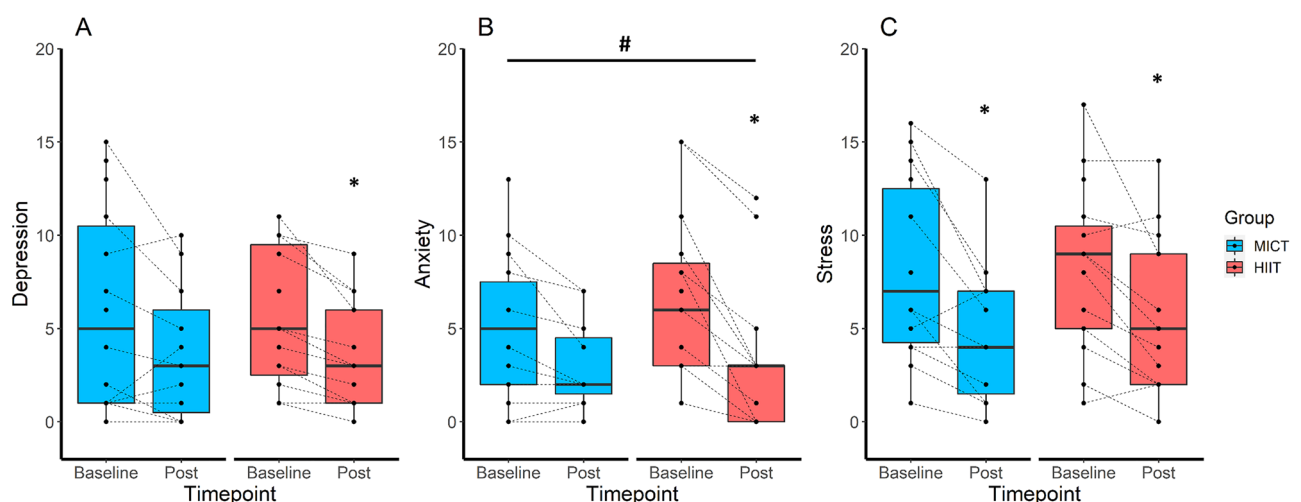 A
Depression
20
15
10
5
0
*
Baseline Post Baseline Post
Timepoint
B
Anxiety
20
15
10
5
0
#
*
Baseline Post Baseline Post
Timepoint
C
Stress
20
15
10
5
0
*
*
Baseline Post Baseline Post
Timepoint
Group
MICT
HIIT